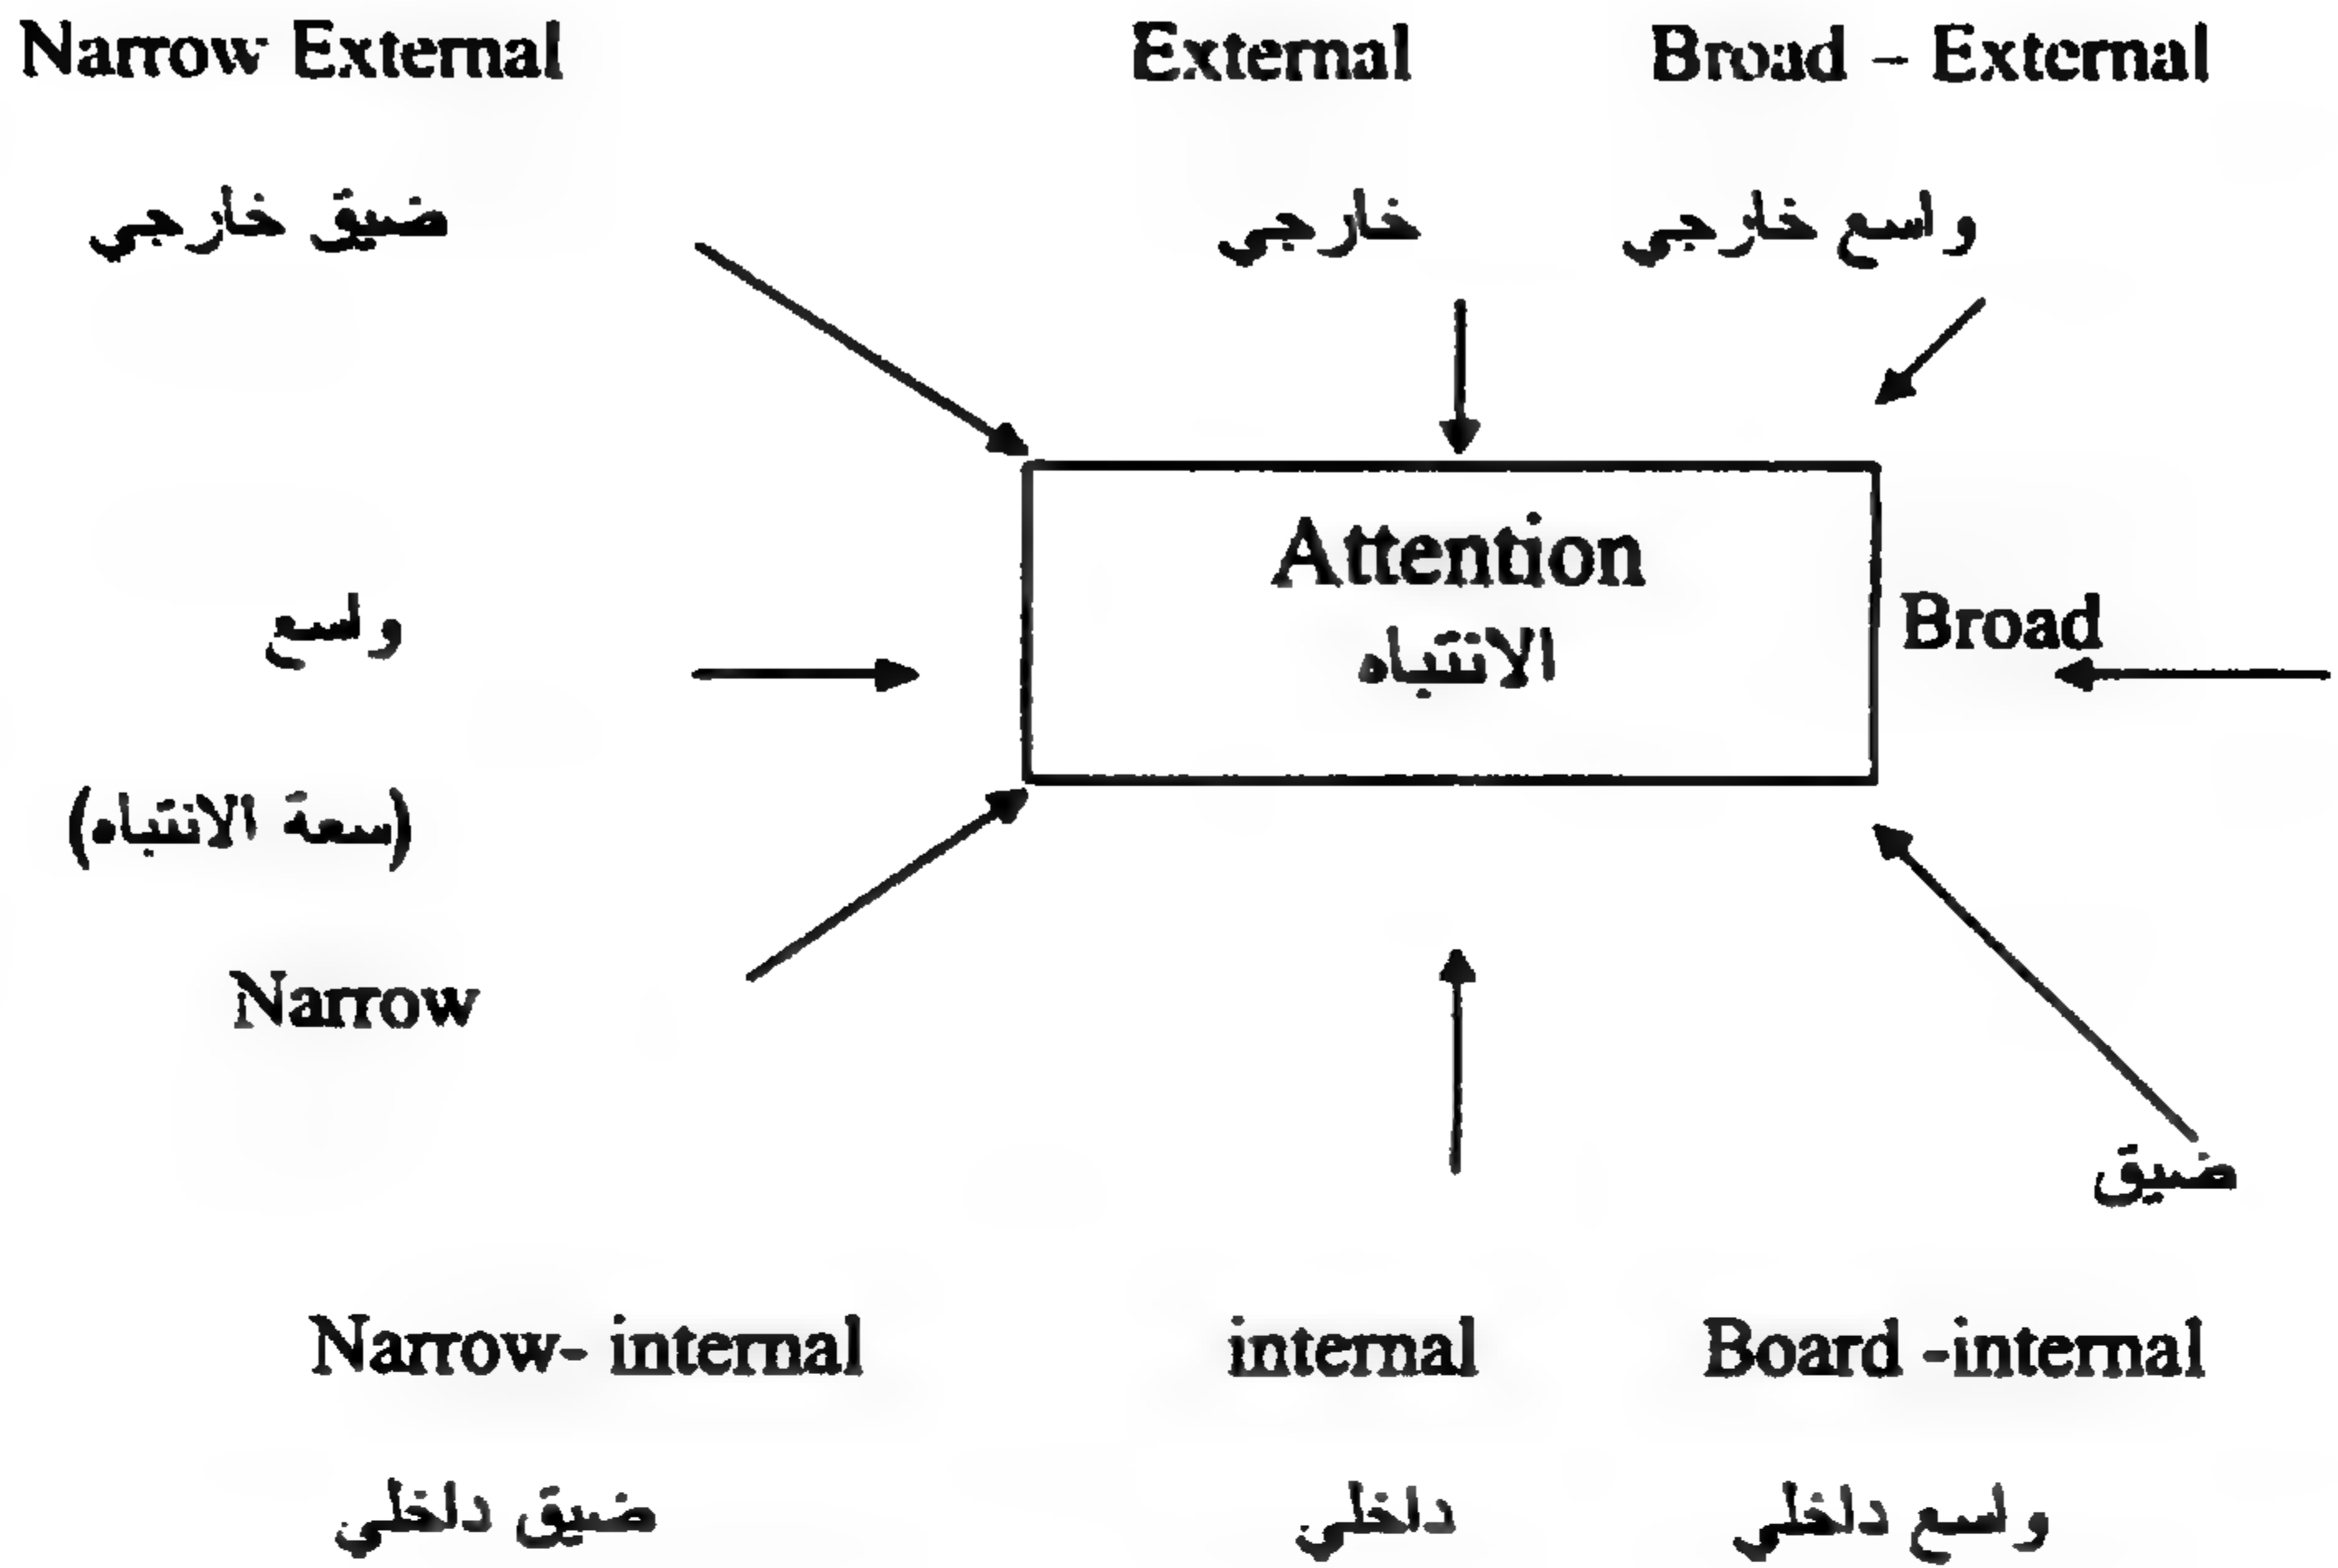 Narrow External
External
Broad – External
ضيق خارجي
خارجي
واسع خارجي
Attention
الانتباه
واسع
Broad
(سعة الانتباه)
Narrow
ضيق
Narrow- internal
internal
Board -internal
ضيق داخلي
داخلي
واسع داخلي